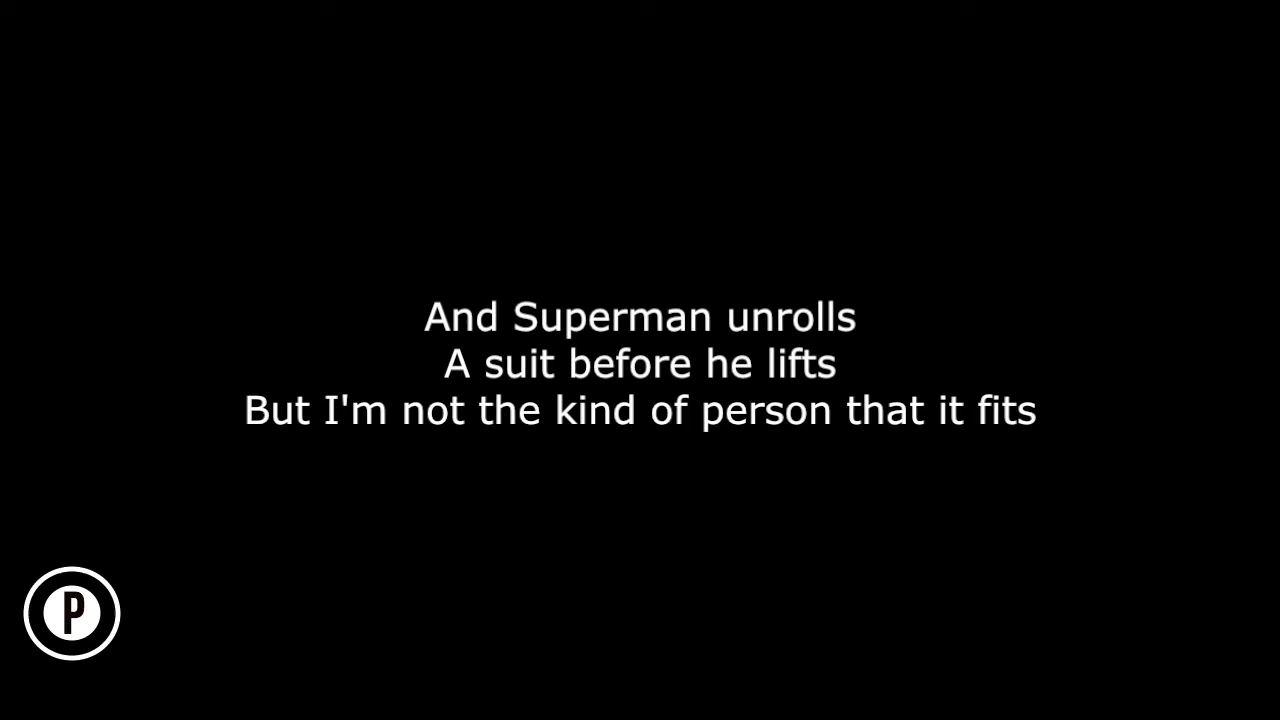 And Superman unrolls
A suit before he lifts
But I'm not the kind of person that it fits
P